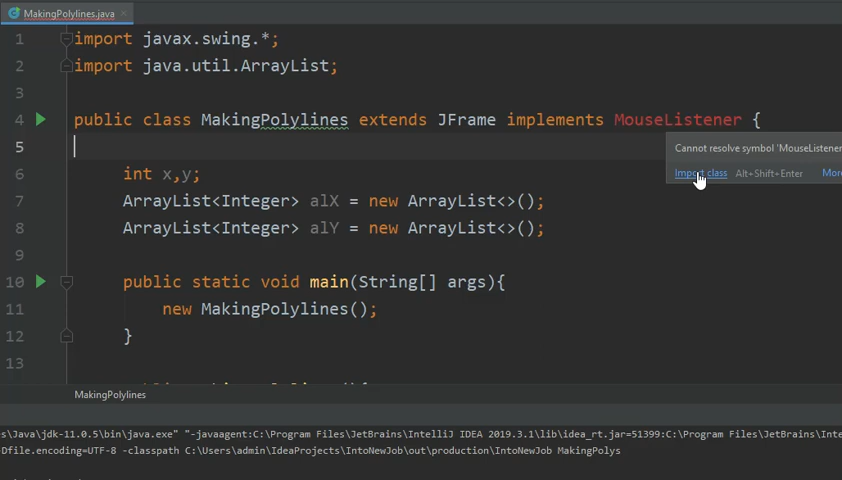 MakingPolylines.java
1 import javax.swing.*;
2 import java.util.ArrayList;
3
4 public class MakingPolylines extends JFrame implements MouseListener {
5
Cannot resolve symbol 'MouseListener
6 int x,y;
Import class Alt+Shift+Enter
7 ArrayList<Integer> alX = new ArrayList<>();
8 ArrayList<Integer> alY = new ArrayList<>();
9
10 public static void main(String[] args){
11 new MakingPolylines();
12 }
13
MakingPolylines
s\Java\jdk-11.0.5\bin\java.exe" "-javaagent:C:\Program Files\JetBrains\IntelliJ IDEA 2019.3.1\lib\idea_rt.jar=51399:C:\Program Files\JetBrains\Inte
Dfile.encoding=UTF-8 -classpath C:\Users\admin\IdeaProjects\IntoNewJob\out\production\IntoNewJob MakingPolys